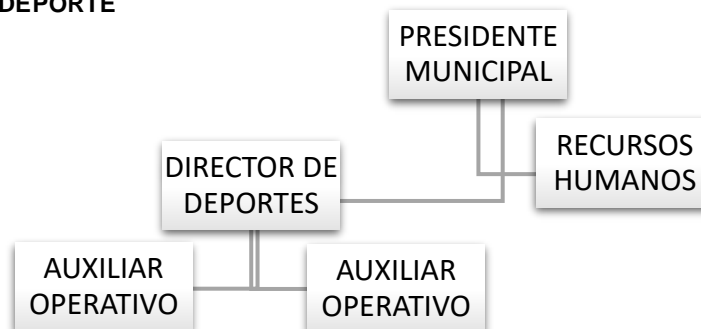 DEPORTE
PRESIDENTE
MUNICIPAL
RECURSOS
HUMANOS
DIRECTOR DE
DEPORTES
AUXILIAR
OPERATIVO
AUXILIAR
OPERATIVO